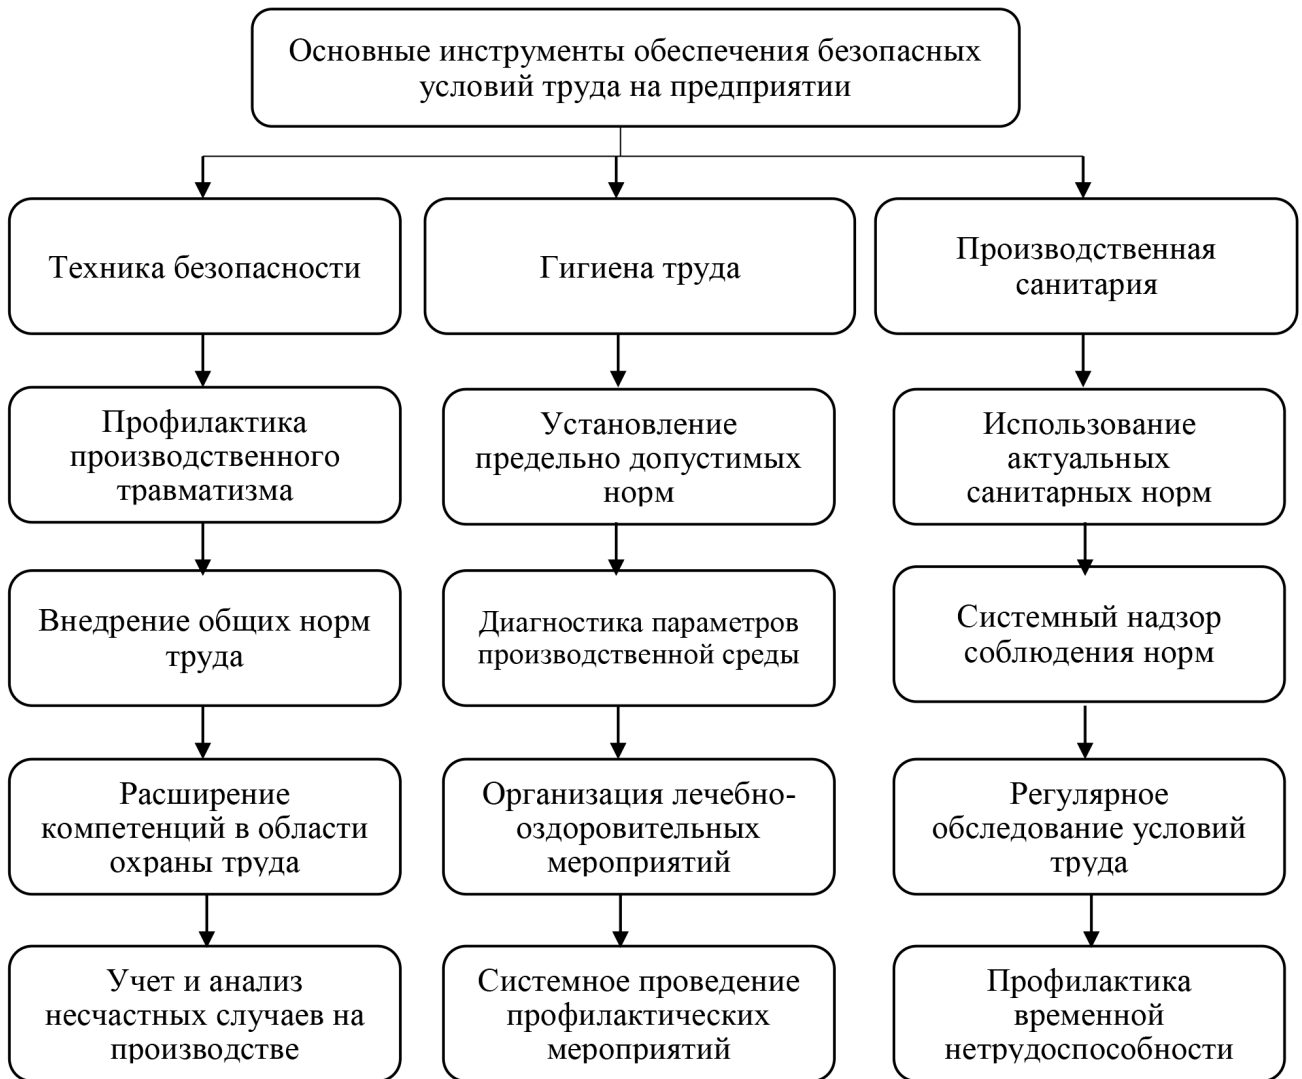 Основные инструменты обеспечения безопасных
условий труда на предприятии
Техника безопасности
Гигиена труда
Производственная
санитария
Профилактика
производственного
травматизма
Установление
предельно допустимых
норм
Использование
актуальных
санитарных норм
Внедрение общих норм
труда
Диагностика параметров
производственной среды
Системный надзор
соблюдения норм
Расширение
компетенций в области
охраны труда
Организация лечебно-
оздоровительных
мероприятий
Регулярное
обследование условий
труда
Учет и анализ
несчастных случаев на
производстве
Системное проведение
профилактических
мероприятий
Профилактика
временной
нетрудоспособности